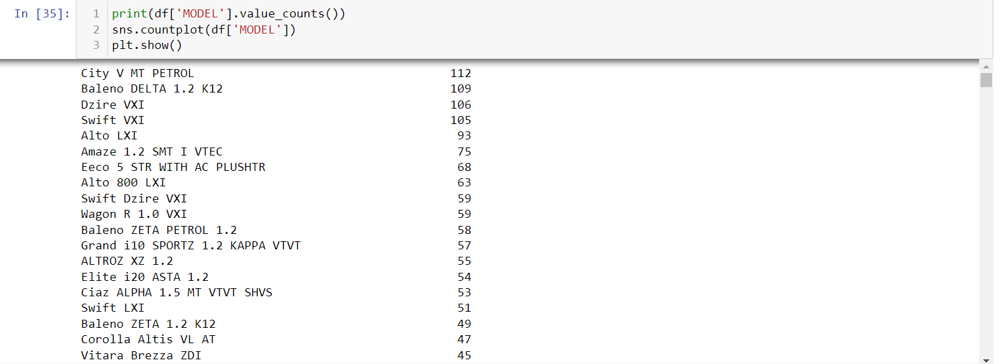 In [35]:
1 print(df['MODEL'].value_counts())
2 sns.countplot(df['MODEL'])
3 plt.show()
City V MT PETROL 112
Baleno DELTA 1.2 K12 109
Dzire VXI 106
Swift VXI 105
Alto LXI 93
Amaze 1.2 SMT I VTEC 75
Eeco 5 STR WITH AC PLUSHTR 68
Alto 800 LXI 63
Swift Dzire VXI 59
Wagon R 1.0 VXI 59
Baleno ZETA PETROL 1.2 58
Grand i10 SPORTZ 1.2 KAPPA VTVT 57
ALTROZ XZ 1.2 55
Elite i20 ASTA 1.2 54
Ciaz ALPHA 1.5 MT VTVT SHVS 53
Swift LXI 51
Baleno ZETA 1.2 K12 49
Corolla Altis VL AT 47
Vitara Brezza ZDI 45